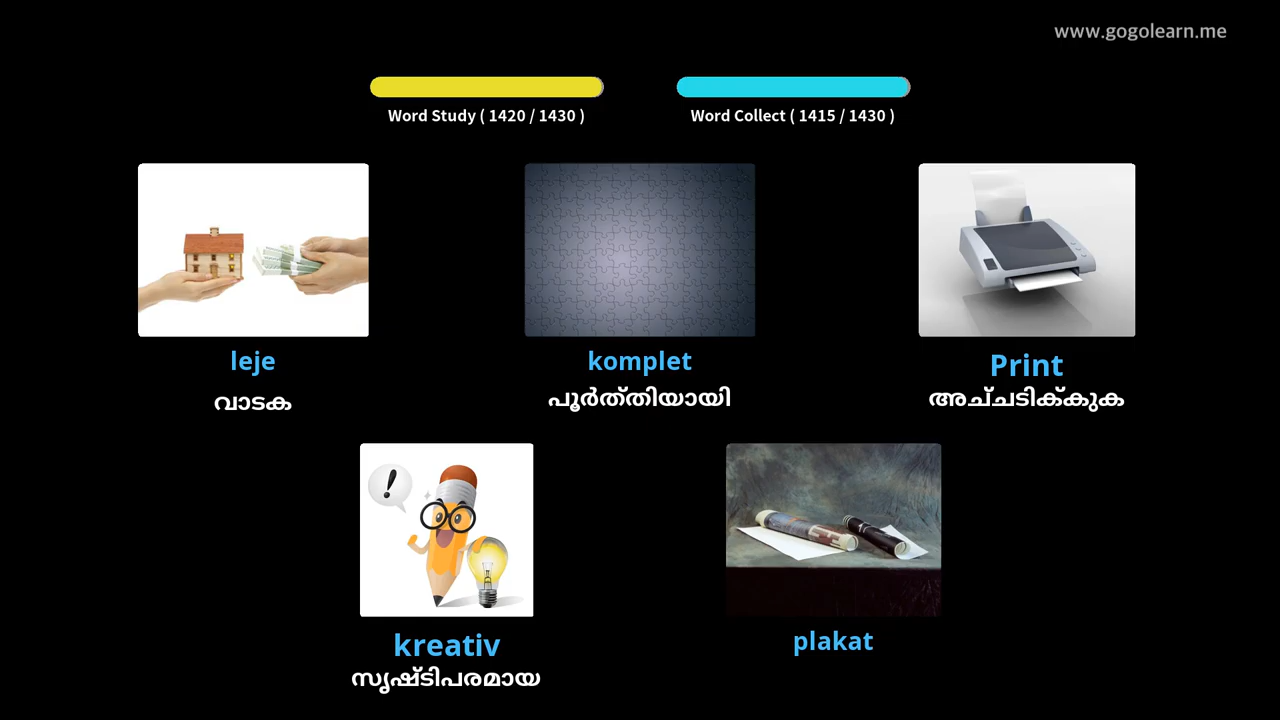 www.gogolearn.me
Word Study ( 1420 / 1430 )
Word Collect ( 1415 / 1430 )
leje
വാടക
komplet
പൂർത്തിയായി
Print
അച്ചടിക്കുക
kreativ
സൃഷ്ടിപരമായ
plakat